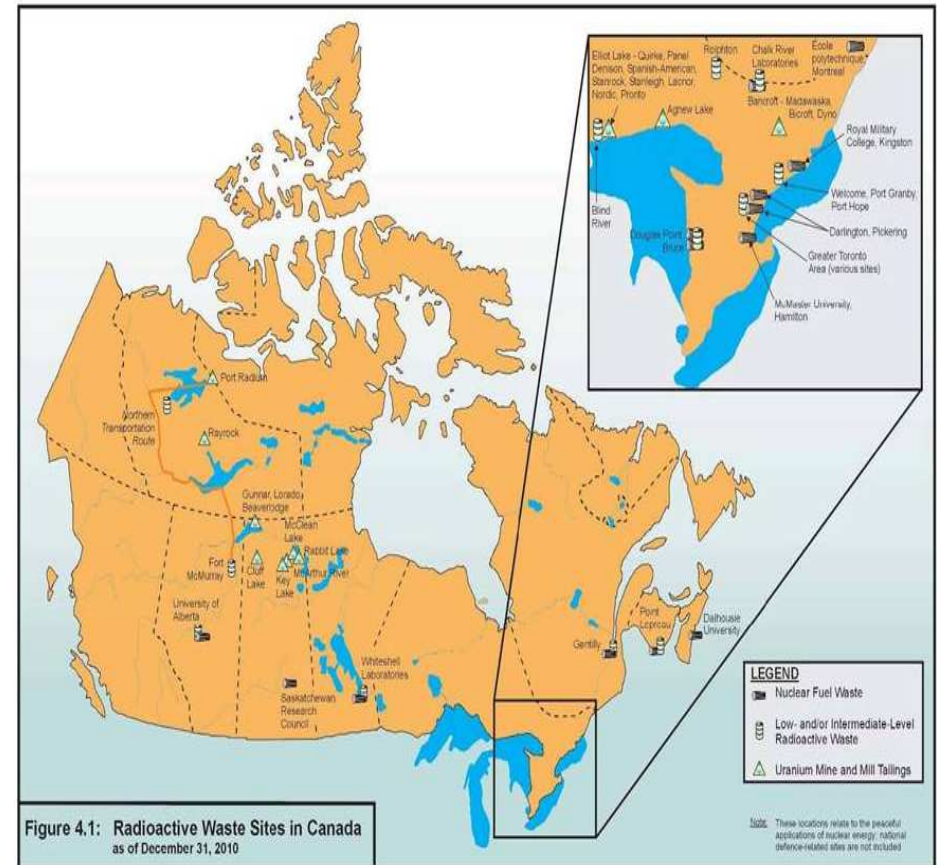 Elliot Lake - Quirke, Panel
Denison, Spanish-American,
Stanrock, Stanleigh, Lacnor,
Nordic, Pronto
Rolphton
Chalk River
Laboratories
École
polytechnique,
Montreal
Agnew Lake
Bancroft - Madawaska,
Bicroft, Dyno
Royal Military
College, Kingston
Welcome, Port Granby,
Port Hope
Blind
River
Darlington, Pickering
Douglas Point,
Bruce
Greater Toronto
Area (various sites)
McMaster University,
Hamilton
Port Radium
Northern
Transportation
Route
Rayrock
Gunnar, Lorado,
Beaverlodge
McClean
Lake
Rabbit Lake
Fort
McMurray
Cluff
Lake
Key
Lake
McArthur River
University of
Alberta
Saskatchewan
Research
Council
Whiteshell
Laboratories
Gentilly
Point
Lepreau
Dalhousie
University
LEGEND
Nuclear Fuel Waste
Low- and/or Intermediate-Level
Radioactive Waste
Uranium Mine and Mill Tailings
Figure 4.1: Radioactive Waste Sites in Canada
as of December 31, 2010
Note: These locations relate to the peaceful
applications of nuclear energy; national
defence-related sites are not included